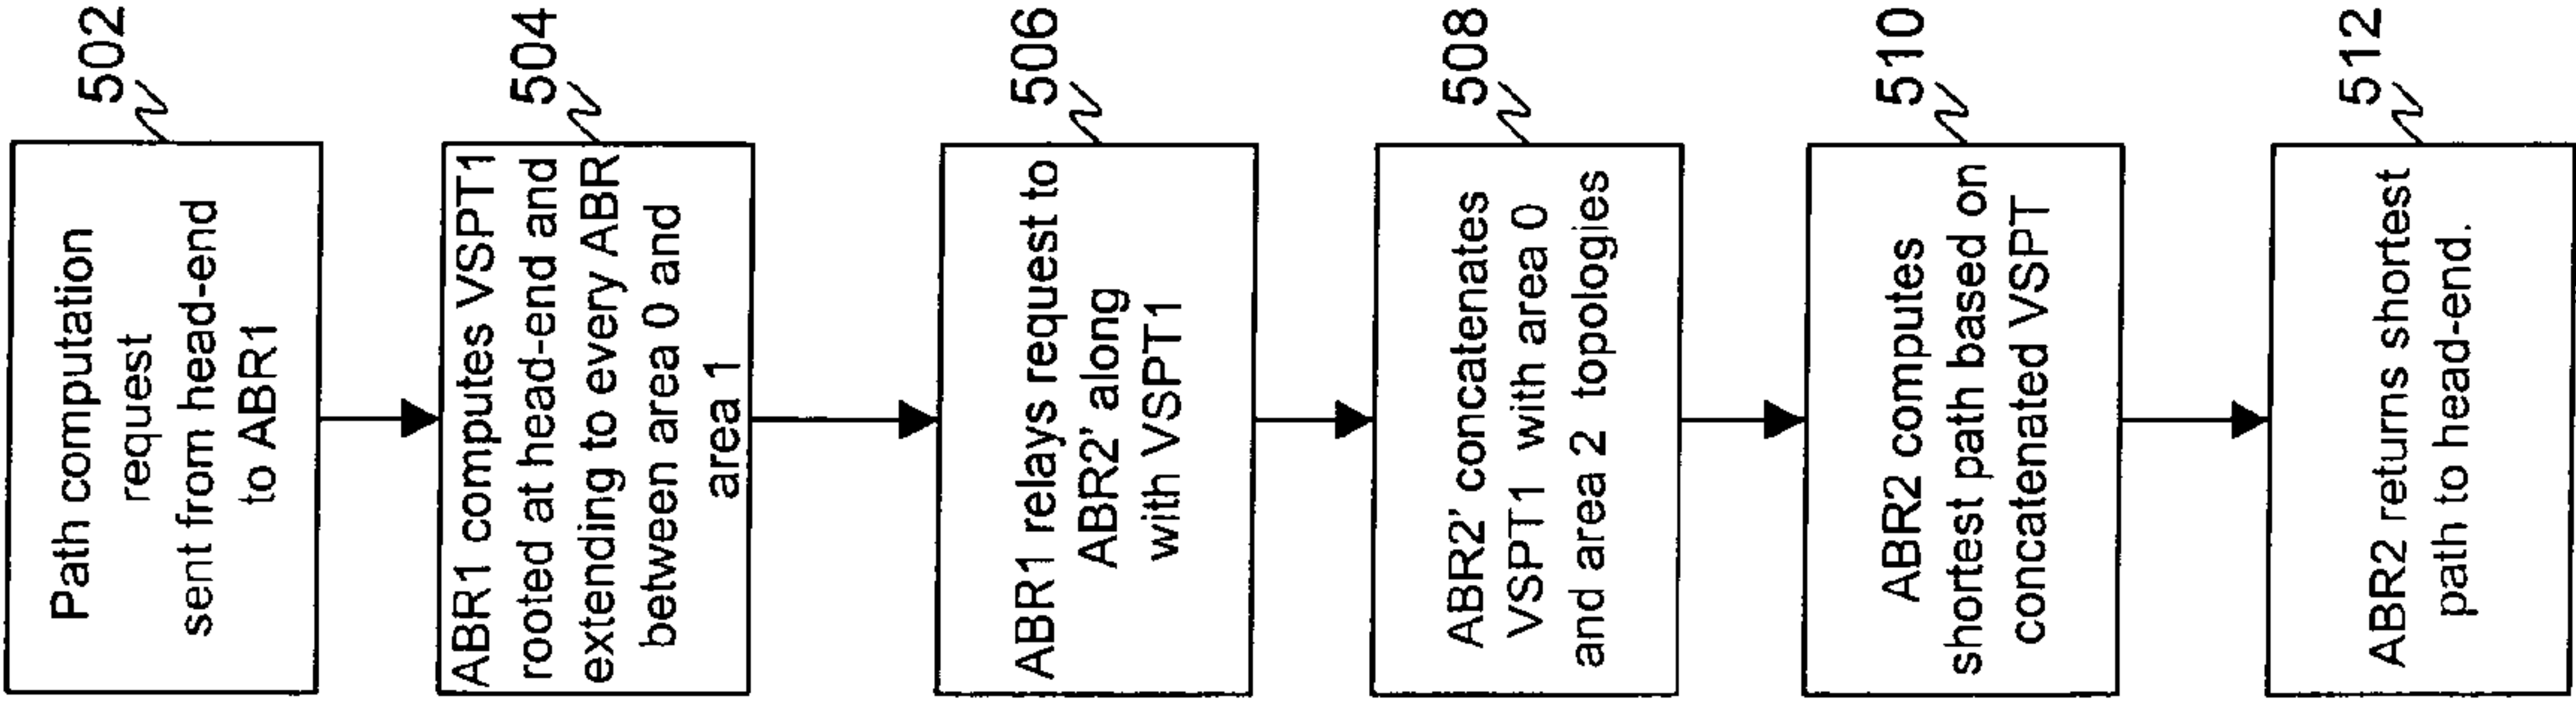 502
Path computation
request
sent from head-end
to ABR1
504
ABR1 computes VSPT1
rooted at head-end and
extending to every ABR
between area 0 and
area 1
506
ABR1 relays request to
ABR2' along
with VSPT1
508
ABR2' concatenates
VSPT1 with area 0
and area 2 topologies
510
ABR2 computes
shortest path based on
concatenated VSPT
512
ABR2 returns shortest
path to head-end.